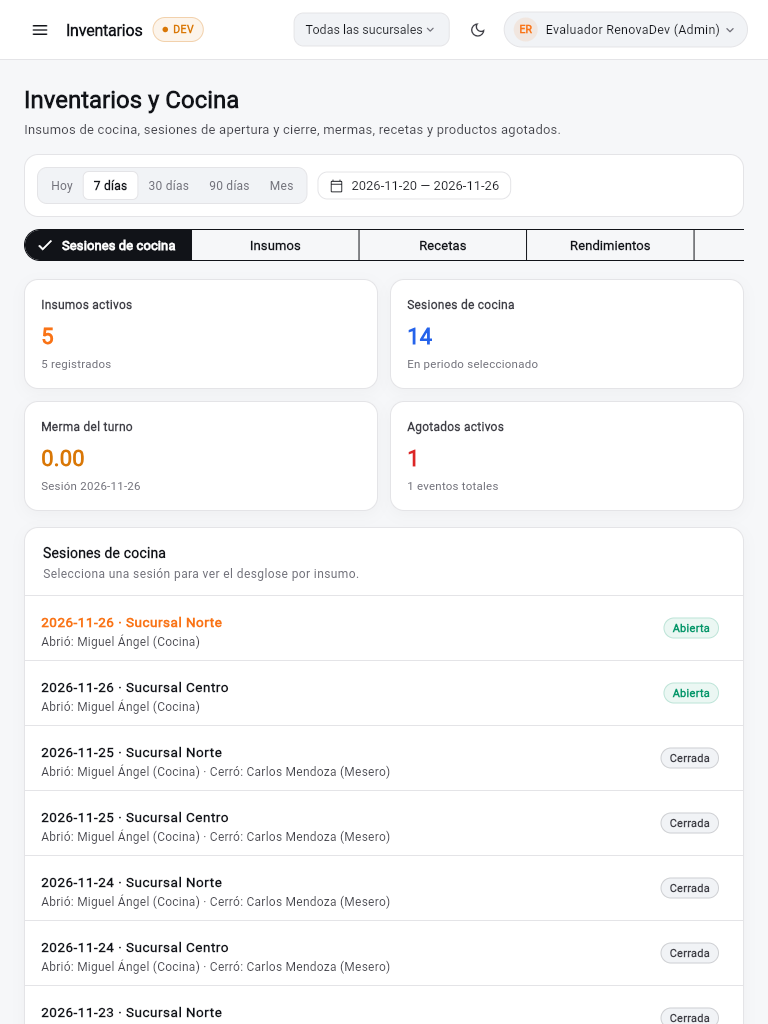 Inventarios
DEV
Todas las sucursales
ER
Evaluador RenovaDev (Admin)
Inventarios y Cocina
Insumos de cocina, sesiones de apertura y cierre, mermas, recetas y productos agotados.
Hoy
7 días
30 días
90 días
Mes
2026-11-20 — 2026-11-26
Sesiones de cocina
Insumos
Recetas
Rendimientos
Insumos activos
5
5 registrados
Sesiones de cocina
14
En periodo seleccionado
Merma del turno
0.00
Sesión 2026-11-26
Agotados activos
1
1 eventos totales
Sesiones de cocina
Selecciona una sesión para ver el desglose por insumo.
2026-11-26 · Sucursal Norte
Abrió: Miguel Ángel (Cocina)
Abierta
2026-11-26 · Sucursal Centro
Abrió: Miguel Ángel (Cocina)
Abierta
2026-11-25 · Sucursal Norte
Abrió: Miguel Ángel (Cocina) · Cerró: Carlos Mendoza (Mesero)
Cerrada
2026-11-25 · Sucursal Centro
Abrió: Miguel Ángel (Cocina) · Cerró: Carlos Mendoza (Mesero)
Cerrada
2026-11-24 · Sucursal Norte
Abrió: Miguel Ángel (Cocina) · Cerró: Carlos Mendoza (Mesero)
Cerrada
2026-11-24 · Sucursal Centro
Abrió: Miguel Ángel (Cocina) · Cerró: Carlos Mendoza (Mesero)
Cerrada
2026-11-23 · Sucursal Norte
Cerrada